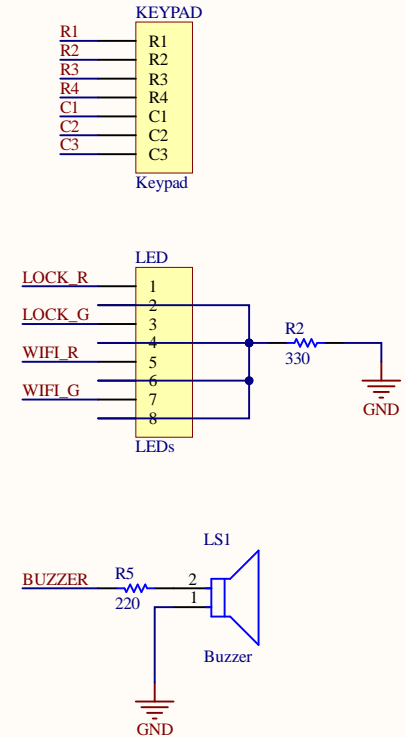 KEYPAD
R1 R1
R2 R2
R3 R3
R4 R4
C1 C1
C2 C2
C3 C3
Keypad
LED
LOCK_R 1
2
LOCK_G 3
4
WIFI_R 5
6
WIFI_G 7
8
LEDs
R2
330
GND
LS1
BUZZER
R5
220
2
1
Buzzer
GND